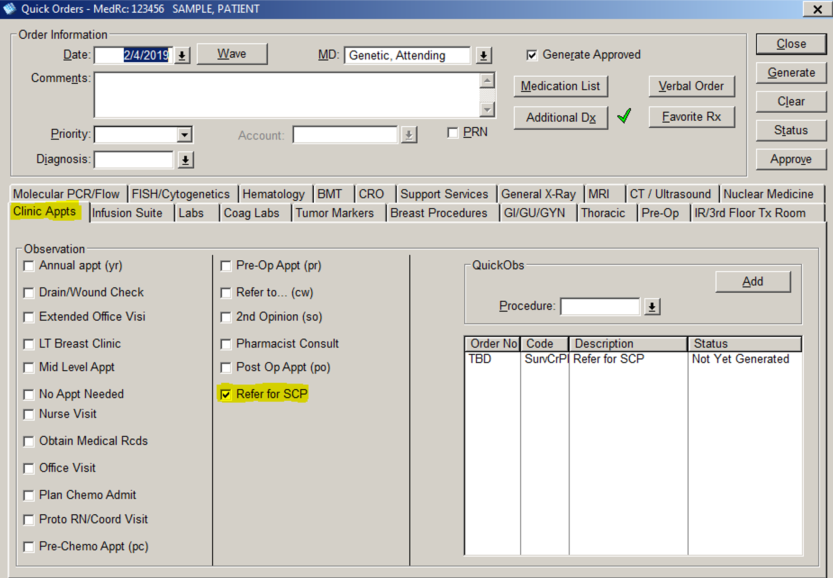 Quick Orders - MedRc: 123456 SAMPLE, PATIENT
Order Information
Date: 2/4/2019 Wave MD: Genetic, Attending Generate Approved
Close
Comments:
Medication List Verbal Order
Generate
Additional Dx Favorite Rx
Clear
Priority: Account: PRN
Status
Diagnosis:
Approve
Molecular PCR/Flow FISH/Cytogenetics Hematology BMT CRO Support Services General X-Ray MRI CT / Ultrasound Nuclear Medicine
Clinic Appts Infusion Suite Labs Coag Labs Tumor Markers Breast Procedures GI/GU/GYN Thoracic Pre-Op IR/3rd Floor Tx Room
Observation
Annual appt (yr)
Drain/Wound Check
Extended Office Visi
LT Breast Clinic
Mid Level Appt
No Appt Needed
Nurse Visit
Obtain Medical Rcds
Office Visit
Plan Chemo Admit
Proto RN/Coord Visit
Pre-Chemo Appt (pc)
Pre-Op Appt (pr)
Refer to... (cw)
2nd Opinion (so)
Pharmacist Consult
Post Op Appt (po)
Refer for SCP
QuickObs
Add
Procedure:
Order No Code Description Status
TBD SurvCrPl Refer for SCP Not Yet Generated